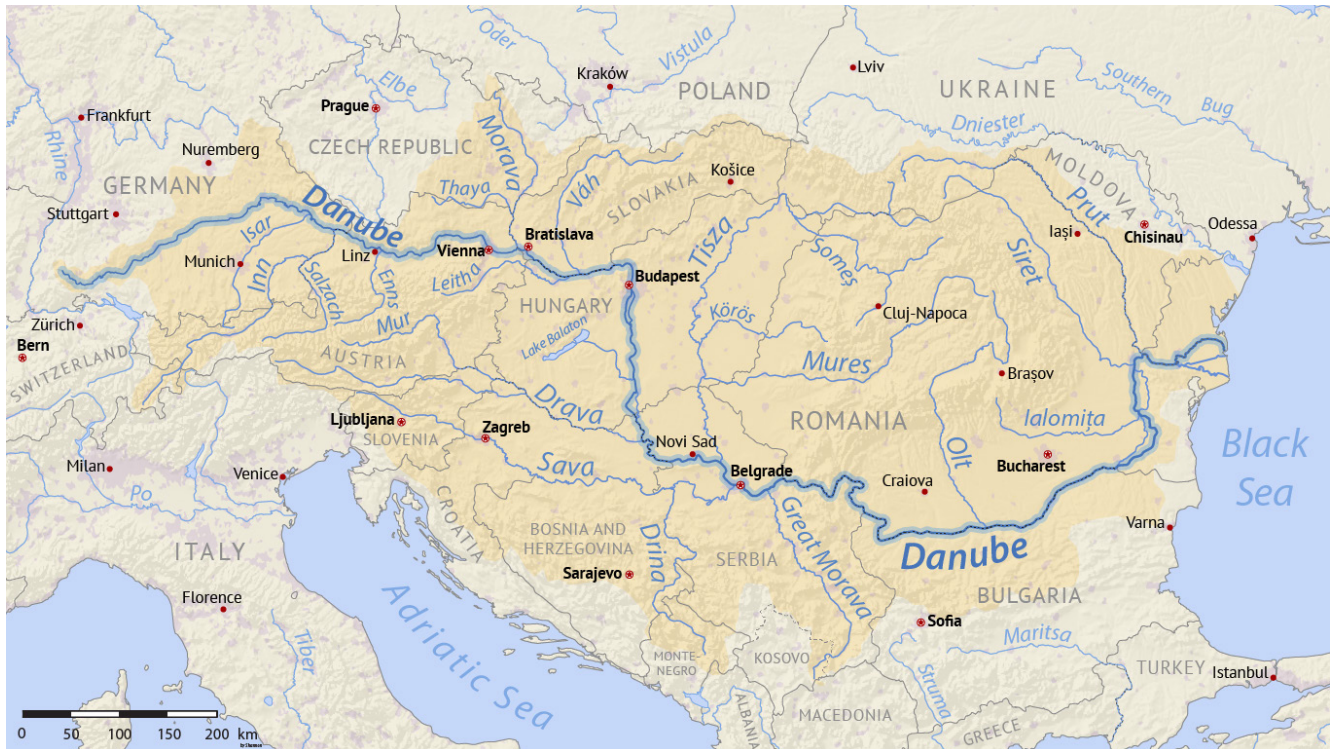 Oder
Vistula
Kraków
Lviv
Elbe
Prague
POLAND
UKRAINE
Southern
Bug
Frankfurt
Rhine
CZECH REPUBLIC
Morava
Dniester
Nuremberg
GERMANY
Danube
Thaya
Váh
SLOVAKIA
Košice
MOLDOVA
Prut
Stuttgart
Isar
Iași
Chisinau
Odessa
Munich
Inn
Salzach
Linz
Enns
Vienna
Leitha
Bratislava
Budapest
Tisza
Someș
Siret
HUNGARY
Cluj-Napoca
Zürich
Bern
SWITZERLAND
Mur
AUSTRIA
Lake Balaton
Körös
Mures
Brașov
Drava
ROMANIA
Ialomița
Ljubljana
SLOVENIA
Zagreb
Novi Sad
Olt
Bucharest
Black
Sea
Milan
Venice
Po
Sava
Belgrade
Craiova
CROATIA
BOSNIA AND
HERZEGOVINA
Drina
SERBIA
Great Morava
Danube
Varna
ITALY
Sarajevo
BULGARIA
Florence
Adriatic Sea
Sofia
Maritsa
Tiber
MONTE-
NEGRO
KOSOVO
Struma
TURKEY
Istanbul
ALBANIA
MACEDONIA
GREECE
0 50 100 150 200 km
by Shannon